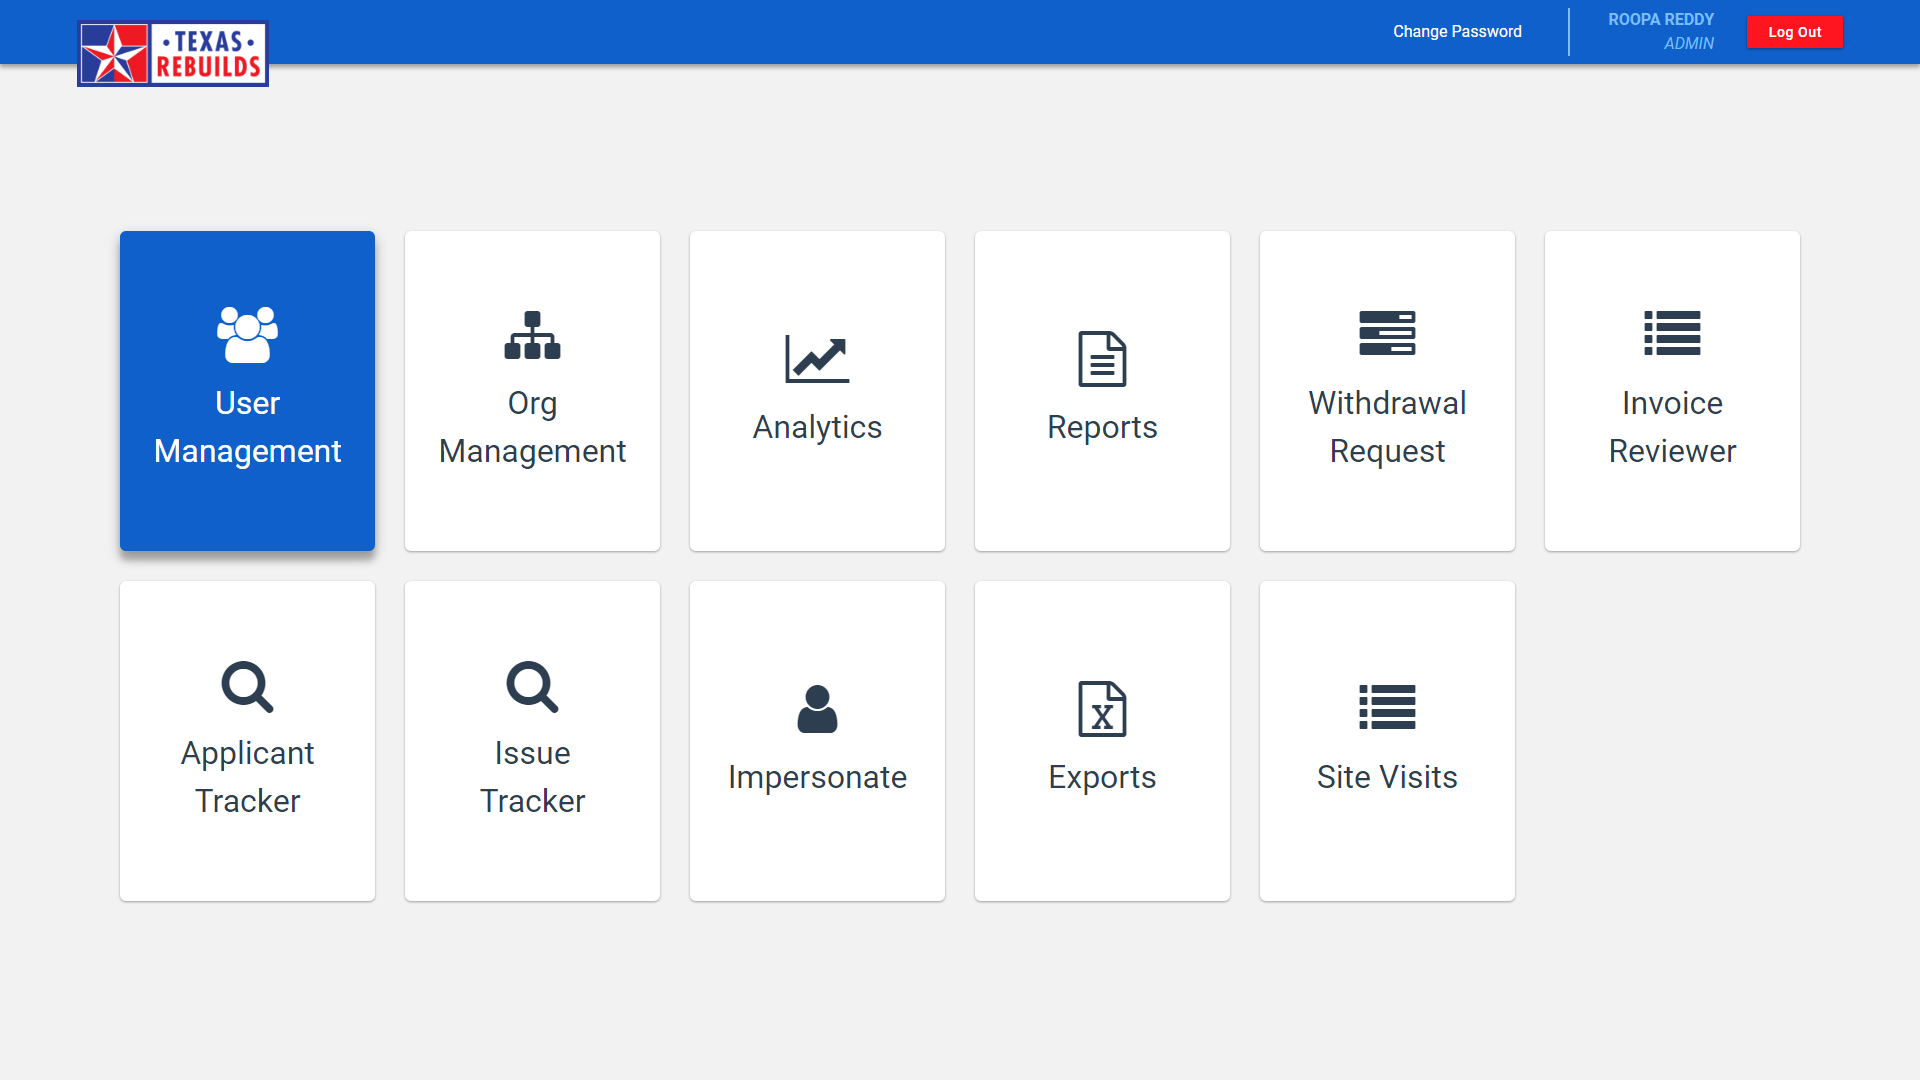 · TEXAS ·
REBUILDS
Change Password
ROOPA REDDY
ADMIN
Log Out
User
Management
Org
Management
Analytics
Reports
Withdrawal
Request
Invoice
Reviewer
Applicant
Tracker
Issue
Tracker
Impersonate
X
Exports
Site Visits